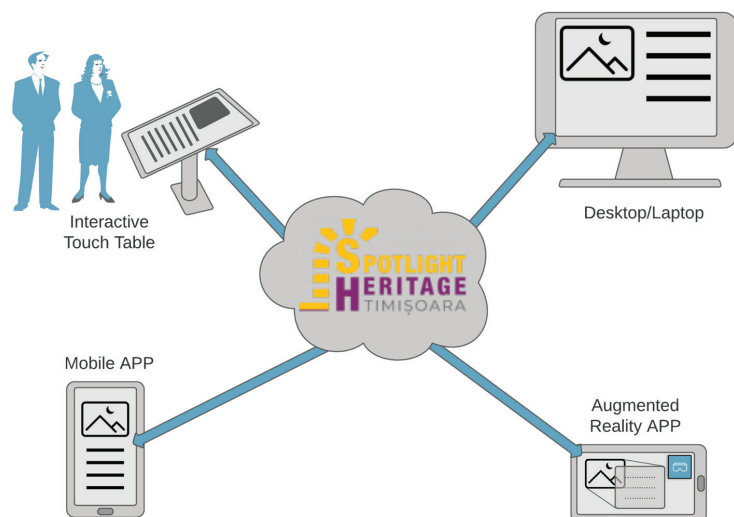 Interactive
Touch Table
Desktop/Laptop
SPOTLIGHT
HERITAGE
TIMIȘOARA
Mobile APP
Augmented
Reality APP